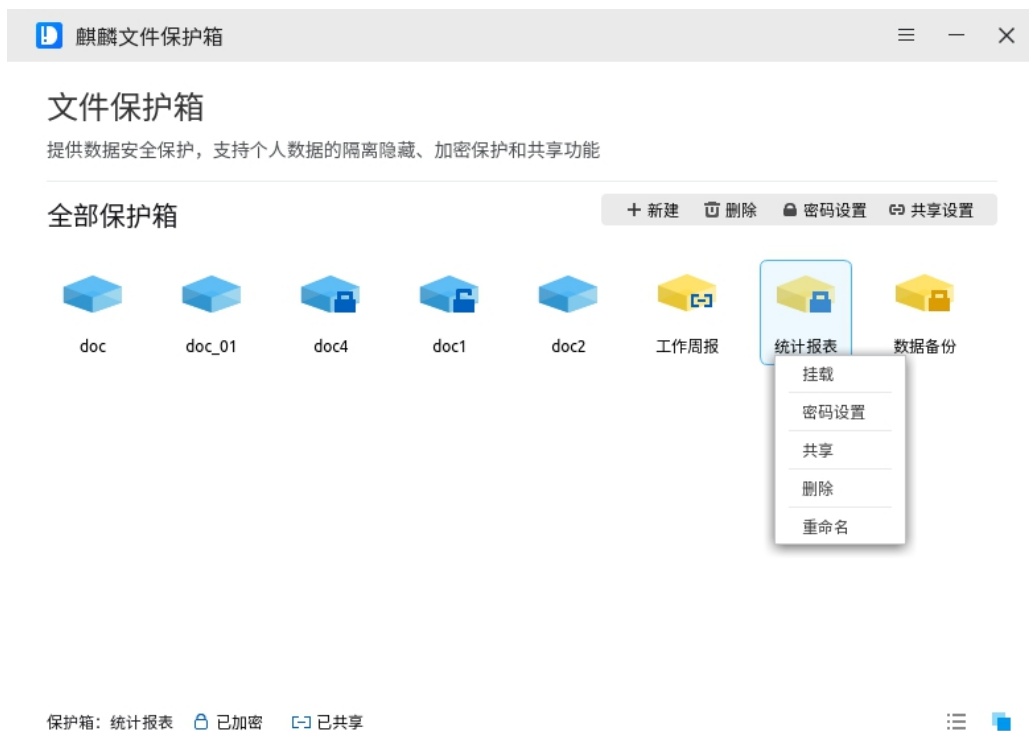 麒麟文件保护箱
文件保护箱
提供数据安全保护，支持个人数据的隔离隐藏、加密保护和共享功能
全部保护箱
新建 删除 密码设置 共享设置
doc doc_01 doc4 doc1 doc2 工作周报 统计报表 数据备份
挂载
密码设置
共享
删除
重命名
保护箱：统计报表 已加密 已共享